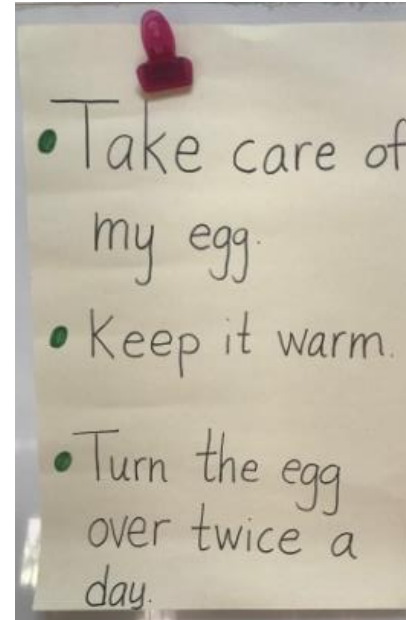 • Take care of
my egg.
• Keep it warm.
• Turn the egg
over twice a
day.